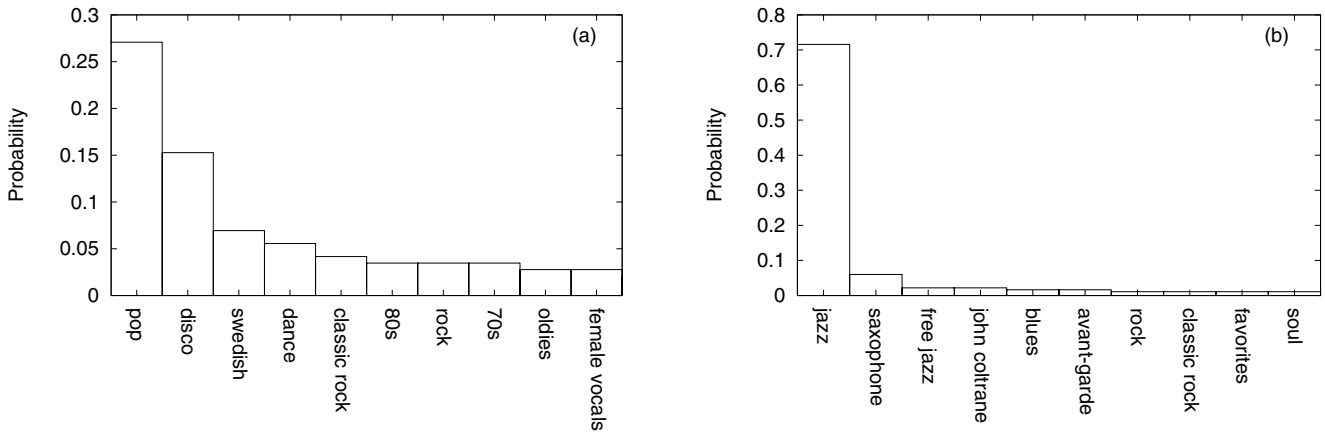 (a)
Probability
0.3
0.25
0.2
0.15
0.1
0.05
0
pop
disco
swedish
dance
classic rock
80s
rock
70s
oldies
female vocals
(b)
Probability
0.8
0.7
0.6
0.5
0.4
0.3
0.2
0.1
0
jazz
saxophone
free jazz
john coltrane
blues
avant-garde
rock
classic rock
favorites
soul